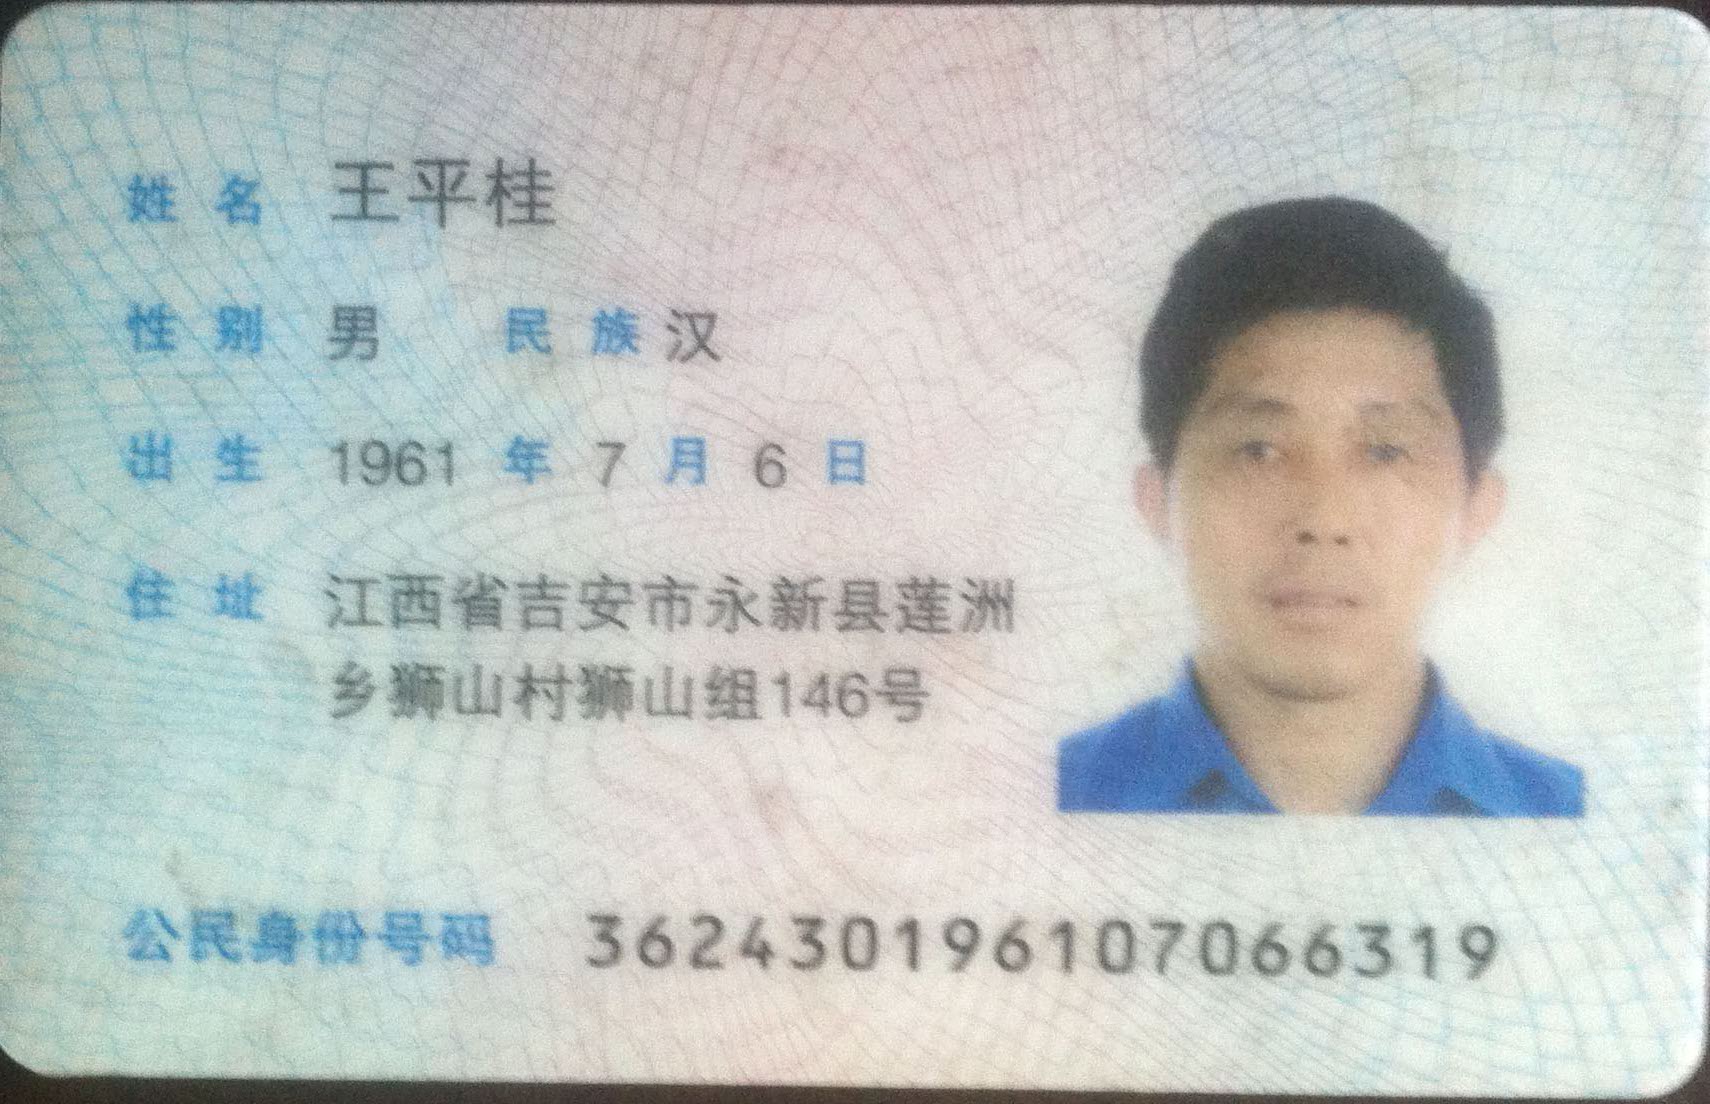 姓名 王平桂
性别 男 民族 汉
出生 1961 年 7 月 6 日
住址 江西省吉安市永新县莲洲
乡狮山村狮山组146号
公民身份号码 362430196107066319